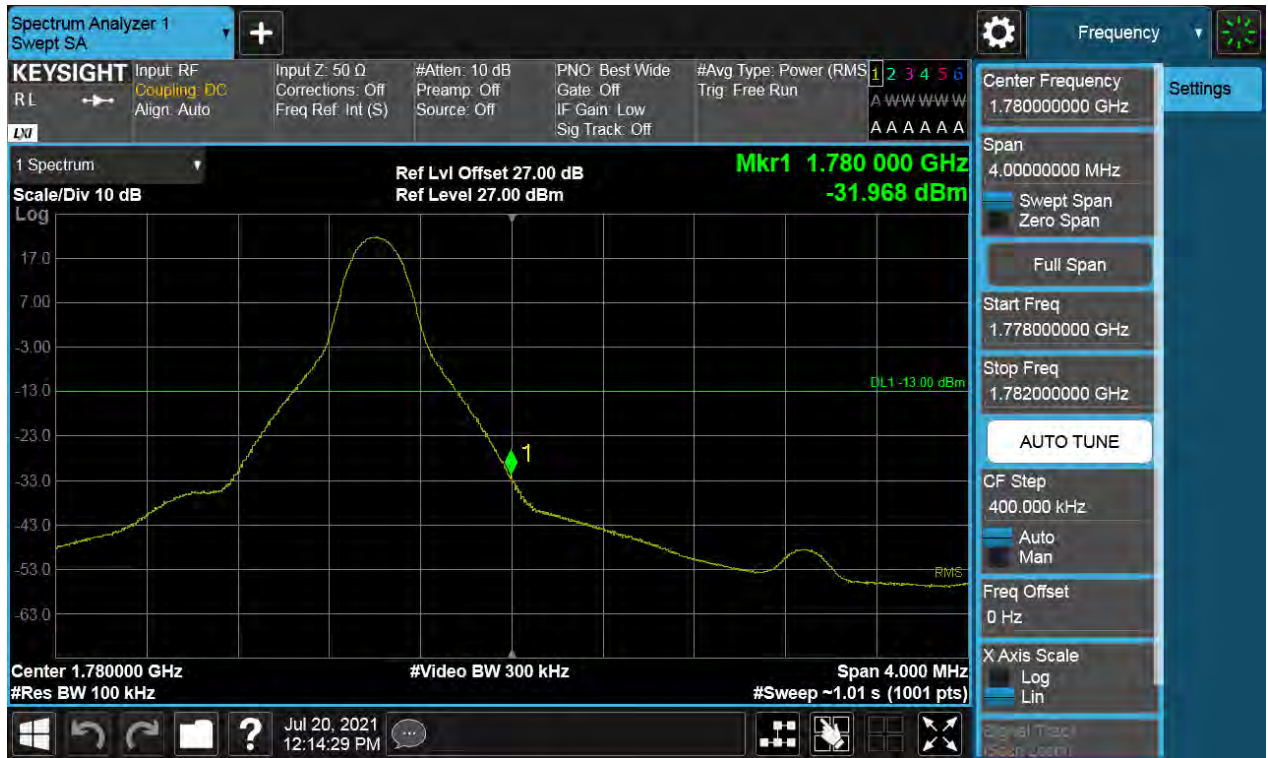 Spectrum Analyzer 1
Swept SA
+
Frequency
KEYSIGHT
RL
LXI
Input: RF
Coupling: DC
Align: Auto
Input Z: 50 Ω
Corrections: Off
Freq Ref: Int (S)
#Atten: 10 dB
Preamp: Off
Source: Off
PNO: Best Wide
Gate: Off
IF Gain: Low
Sig Track: Off
#Avg Type: Power (RMS
Trig: Free Run
1 2 3 4 5 6
A W W W W W
A A A A A A
1 Spectrum
Scale/Div 10 dB
Log
Ref Lvl Offset 27.00 dB
Ref Level 27.00 dBm
Mkr1 1.780 000 GHz
-31.968 dBm
17.0
7.00
-3.00
-13.0
-23.0
-33.0
-43.0
-53.0
-63.0
DL1 -13.00 dBm
1
RMS
Center 1.780000 GHz
#Res BW 100 kHz
#Video BW 300 kHz
Span 4.000 MHz
#Sweep ~1.01 s (1001 pts)
Center Frequency
1.780000000 GHz
Span
4.00000000 MHz
Swept Span
Zero Span
Full Span
Start Freq
1.778000000 GHz
Stop Freq
1.782000000 GHz
AUTO TUNE
CF Step
400.000 kHz
Auto
Man
Freq Offset
0 Hz
X Axis Scale
Log
Lin
Signal Track
(Span Zoom)
Settings
?
Jul 20, 2021
12:14:29 PM